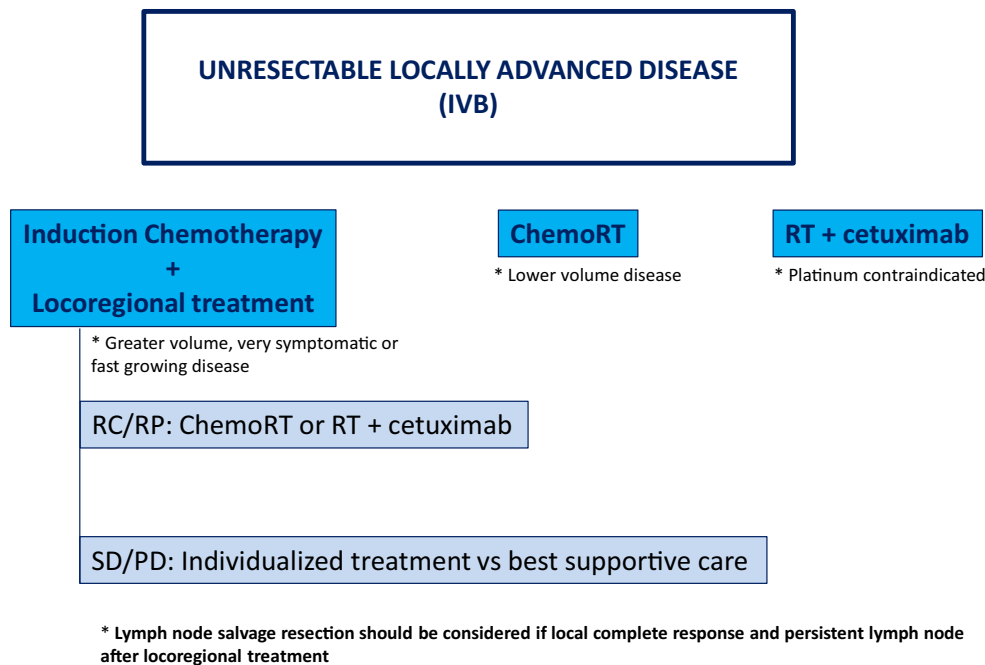 UNRESECTABLE LOCALLY ADVANCED DISEASE
(IVB)
Induction Chemotherapy
+
Locoregional treatment
* Greater volume, very symptomatic or
fast growing disease
ChemoRT
* Lower volume disease
RT + cetuximab
* Platinum contraindicated
RC/RP: ChemoRT or RT + cetuximab
SD/PD: Individualized treatment vs best supportive care
* Lymph node salvage resection should be considered if local complete response and persistent lymph node
after locoregional treatment